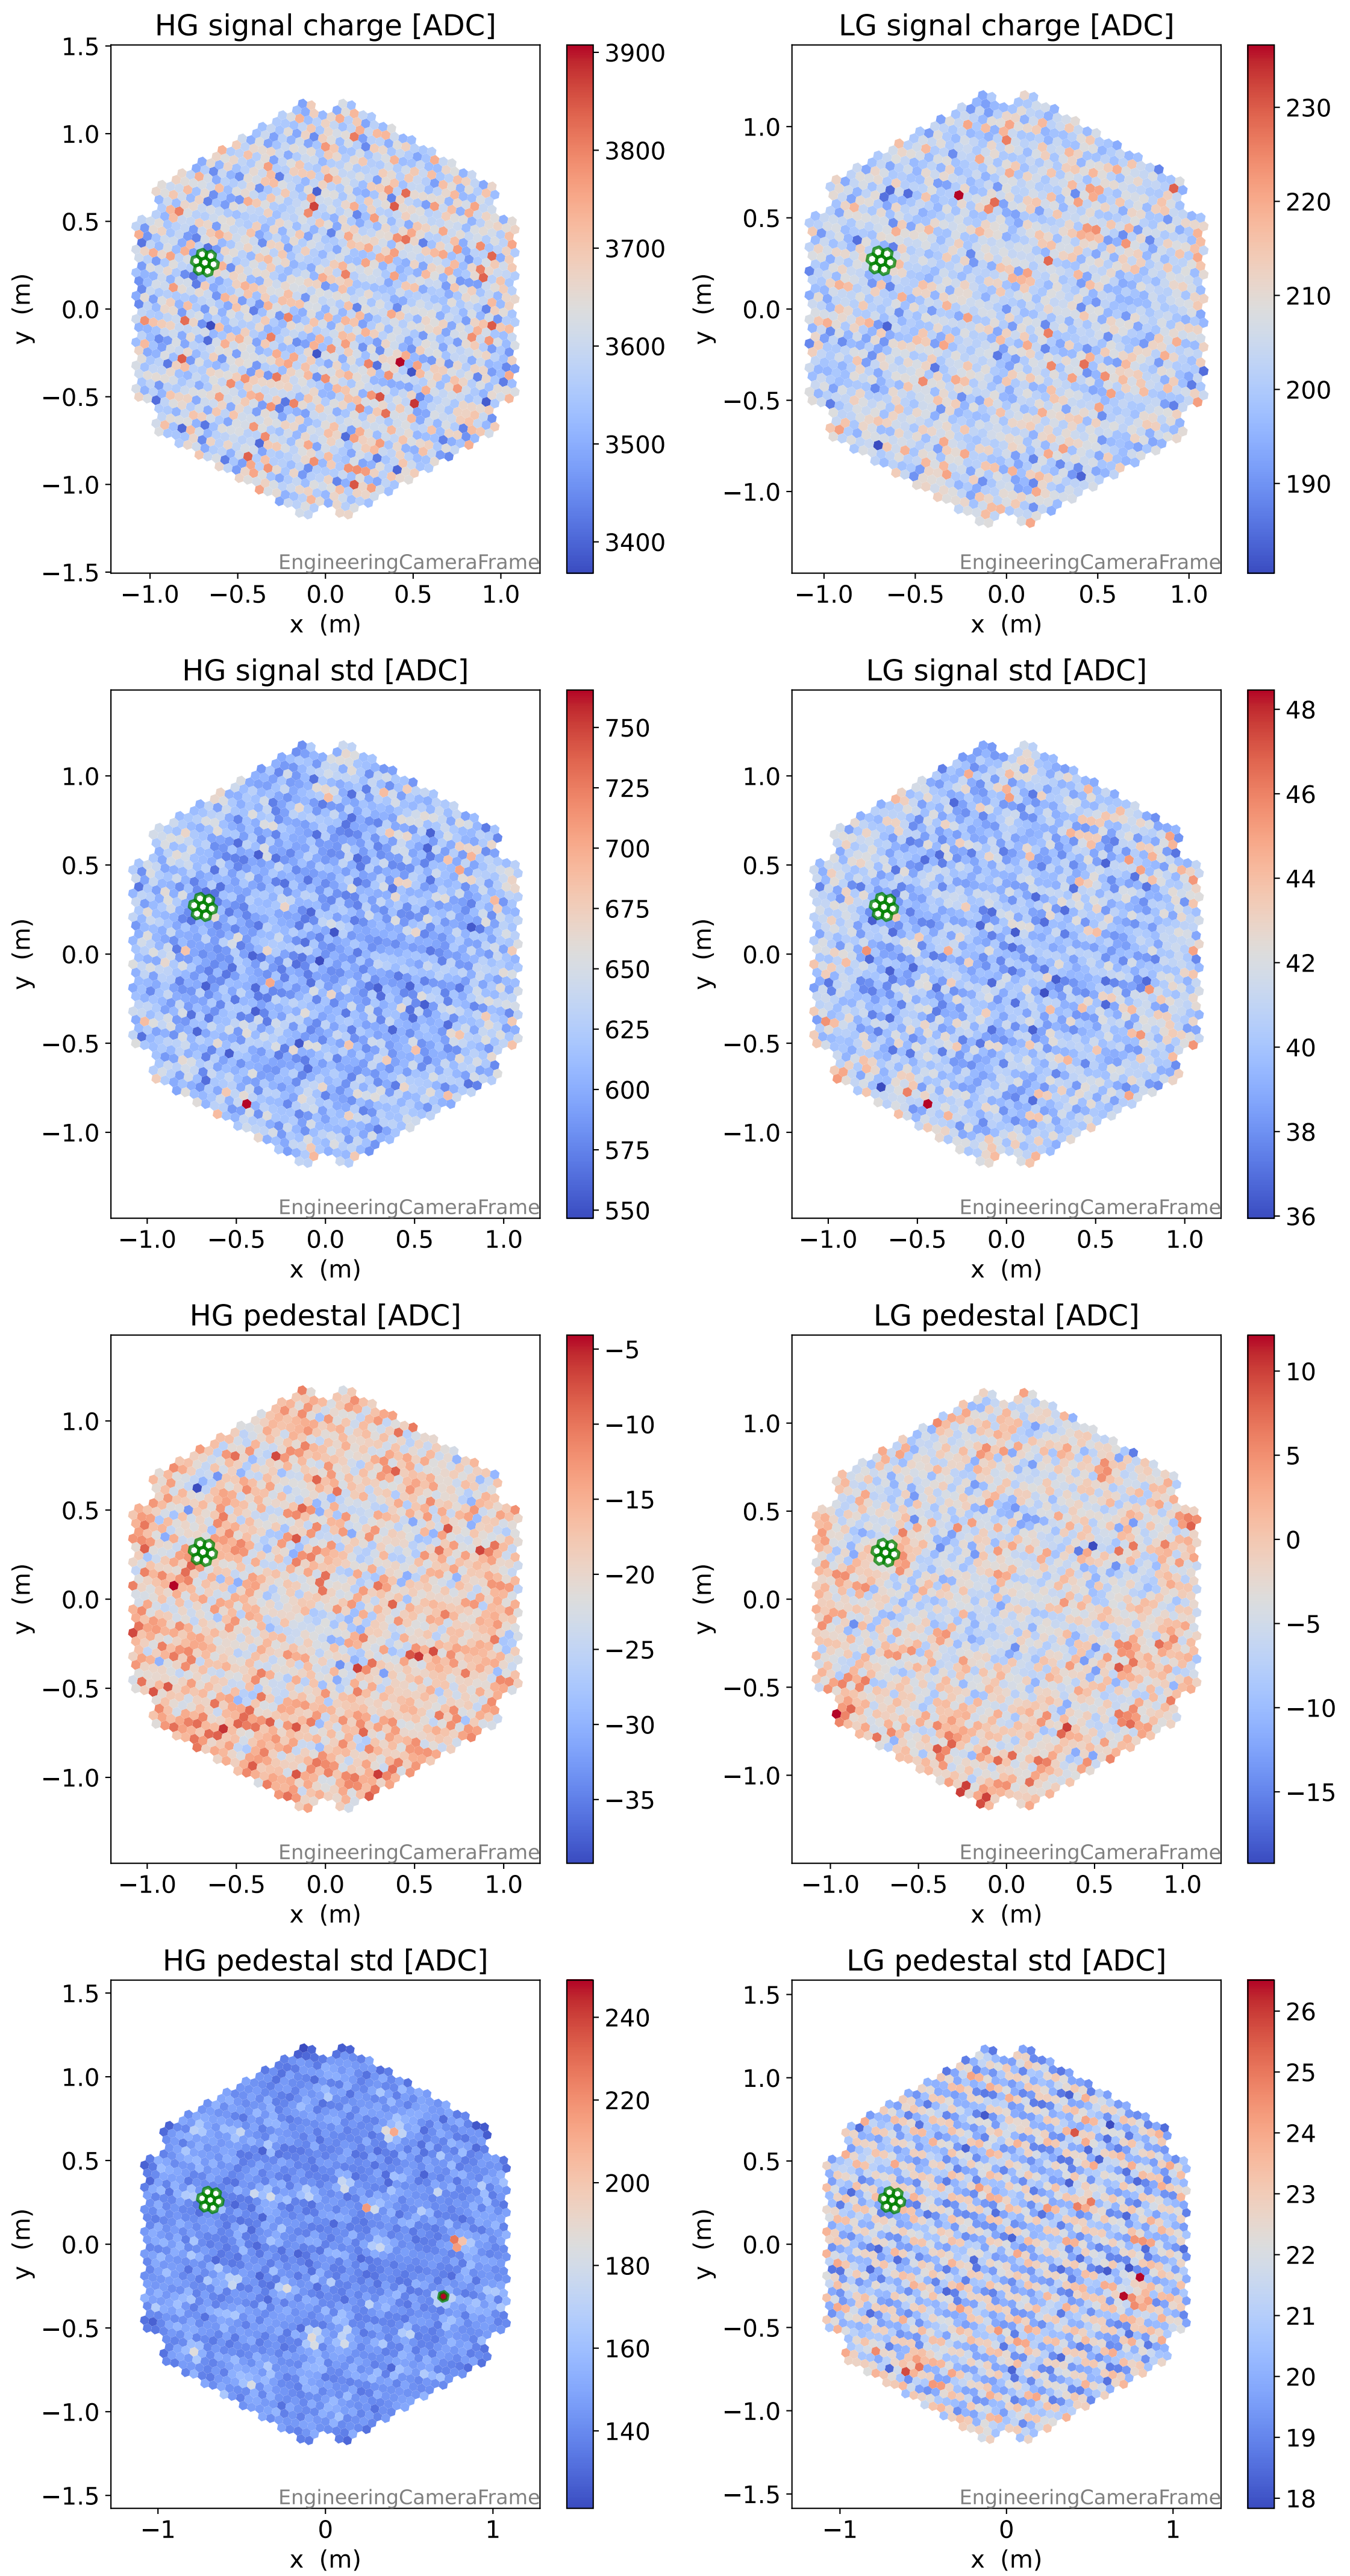 HG signal charge [ADC]
1.5
1.0
0.5
0.0
−0.5
−1.0
−1.5
y (m)
−1.0 −0.5 0.0 0.5 1.0
x (m)
EngineeringCameraFrame
3900
3800
3700
3600
3500
3400
LG signal charge [ADC]
1.0
0.5
0.0
−0.5
−1.0
y (m)
−1.0 −0.5 0.0 0.5 1.0
x (m)
EngineeringCameraFrame
230
220
210
200
190
HG signal std [ADC]
1.0
0.5
0.0
−0.5
−1.0
y (m)
−1.0 −0.5 0.0 0.5 1.0
x (m)
EngineeringCameraFrame
750
725
700
675
650
625
600
575
550
LG signal std [ADC]
1.0
0.5
0.0
−0.5
−1.0
y (m)
−1.0 −0.5 0.0 0.5 1.0
x (m)
EngineeringCameraFrame
48
46
44
42
40
38
36
HG pedestal [ADC]
1.0
0.5
0.0
−0.5
−1.0
y (m)
−1.0 −0.5 0.0 0.5 1.0
x (m)
EngineeringCameraFrame
−5
−10
−15
−20
−25
−30
−35
LG pedestal [ADC]
1.0
0.5
0.0
−0.5
−1.0
y (m)
−1.0 −0.5 0.0 0.5 1.0
x (m)
EngineeringCameraFrame
10
5
0
−5
−10
−15
HG pedestal std [ADC]
1.5
1.0
0.5
0.0
−0.5
−1.0
−1.5
y (m)
−1 0 1
x (m)
EngineeringCameraFrame
240
220
200
180
160
140
LG pedestal std [ADC]
1.5
1.0
0.5
0.0
−0.5
−1.0
−1.5
y (m)
−1 0 1
x (m)
EngineeringCameraFrame
26
25
24
23
22
21
20
19
18